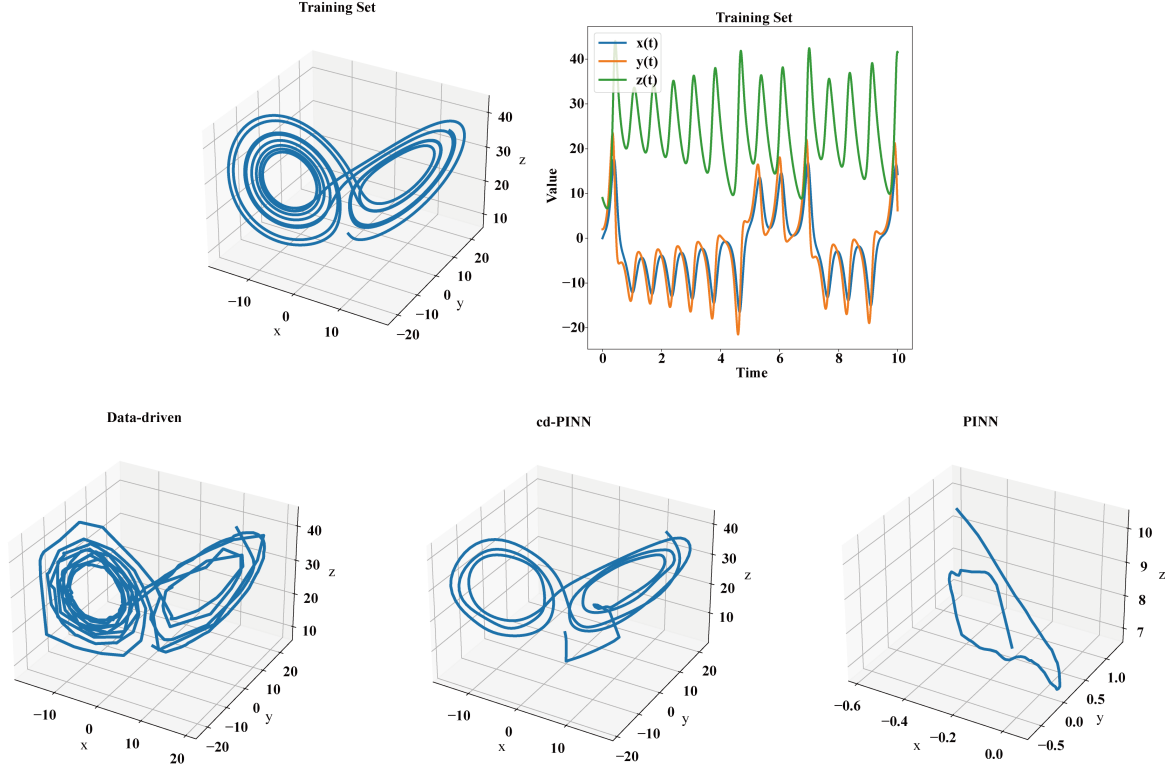 Training Set
40
30
20
10
z
−10
0
10
x
−20
−10
0
10
20
y
Training Set
x(t)
y(t)
z(t)
40
30
20
10
0
−10
−20
Value
0
2
4
6
8
10
Time
Data-driven
40
30
20
10
z
−10
0
10
20
x
−20
−10
0
10
20
y
cd-PINN
40
30
20
10
z
−10
0
10
x
−20
−10
0
10
20
y
PINN
10
9
8
7
z
−0.6
−0.4
−0.2
0.0
x
−0.5
0.0
0.5
1.0
y